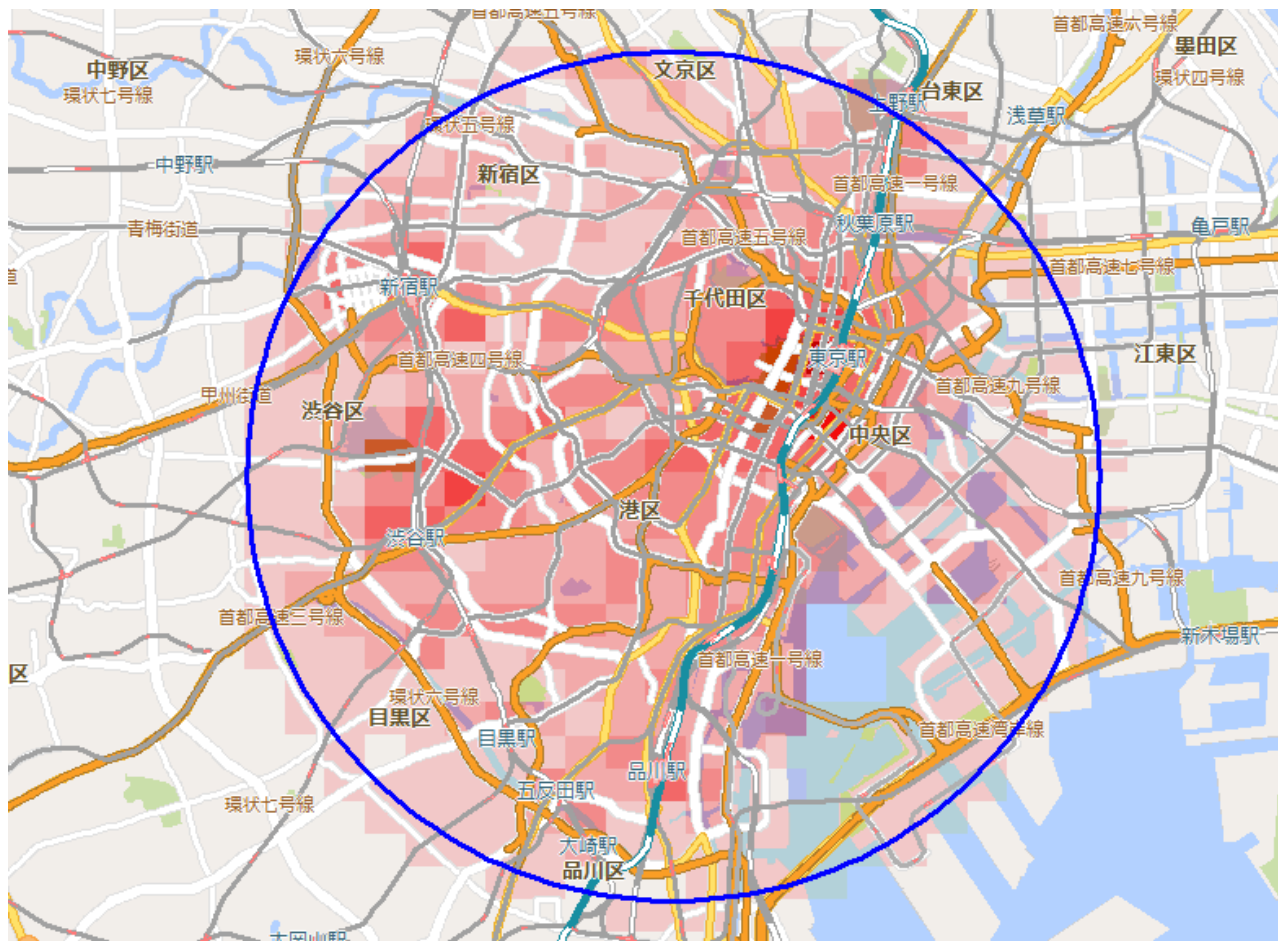 首都高速五号線
首都高速六号線
環状六号線
墨田区
中野区
文京区
環状四号線
環状七号線
台東区
上野駅
浅草駅
環状五号線
中野駅
新宿区
首都高速一号線
青梅街道
秋葉原駅
亀戸駅
首都高速五号線
首都高速七号線
道
新宿駅
千代田区
東京駅
江東区
首都高速四号線
首都高速九号線
甲州街道
渋谷区
中央区
港区
渋谷駅
首都高速九号線
首都高速三号線
新木場駅
首都高速一号線
区
環状六号線
目黒区
首都高速湾岸線
目黒駅
品川駅
五反田駅
環状七号線
大崎駅
品川区
大岡山駅